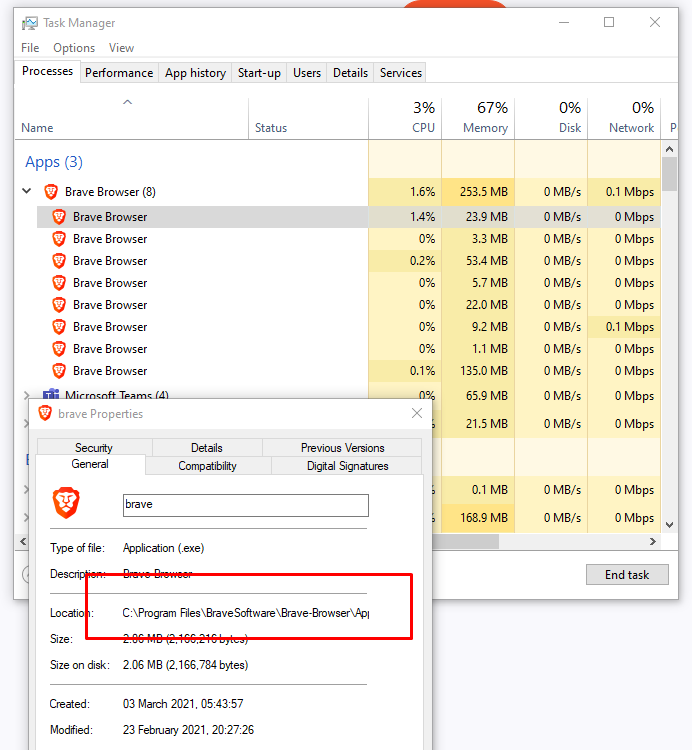 Task Manager
File Options View
Processes Performance App history Start-up Users Details Services
3% 67% 0% 0%
Name Status CPU Memory Disk Network P
Apps (3)
Brave Browser (8) 1.6% 253.5 MB 0 MB/s 0.1 Mbps
Brave Browser 1.4% 23.9 MB 0 MB/s 0 Mbps
Brave Browser 0% 3.3 MB 0 MB/s 0 Mbps
Brave Browser 0.2% 53.4 MB 0 MB/s 0 Mbps
Brave Browser 0% 5.7 MB 0 MB/s 0 Mbps
Brave Browser 0% 22.0 MB 0 MB/s 0 Mbps
Brave Browser 0% 9.2 MB 0 MB/s 0.1 Mbps
Brave Browser 0% 1.1 MB 0 MB/s 0 Mbps
Brave Browser 0.1% 135.0 MB 0 MB/s 0 Mbps
Microsoft Teams (4) 0% 65.9 MB 0 MB/s 0 Mbps
% 21.5 MB 0 MB/s 0 Mbps
% 0.1 MB 0 MB/s 0 Mbps
% 168.9 MB 0 MB/s 0 Mbps
End task
brave Properties
Security Details Previous Versions
General Compatibility Digital Signatures
brave
Type of file: Application (.exe)
Description: Brave Browser
Location: C:\Program Files\BraveSoftware\Brave-Browser\App
Size: 2.06 MB (2,166,216 bytes)
Size on disk: 2.06 MB (2,166,784 bytes)
Created: 03 March 2021, 05:43:57
Modified: 23 February 2021, 20:27:26